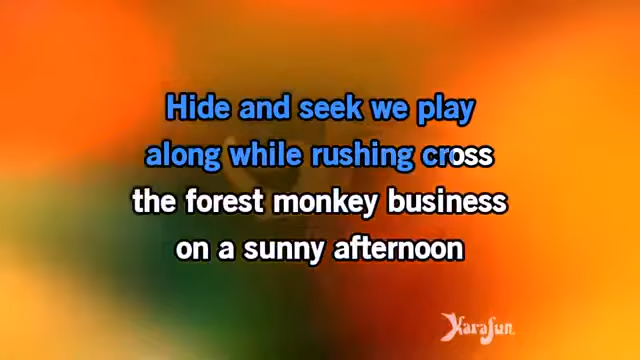 Hide and seek we play
along while rushing cross
the forest monkey business
on a sunny afternoon
KaraFun